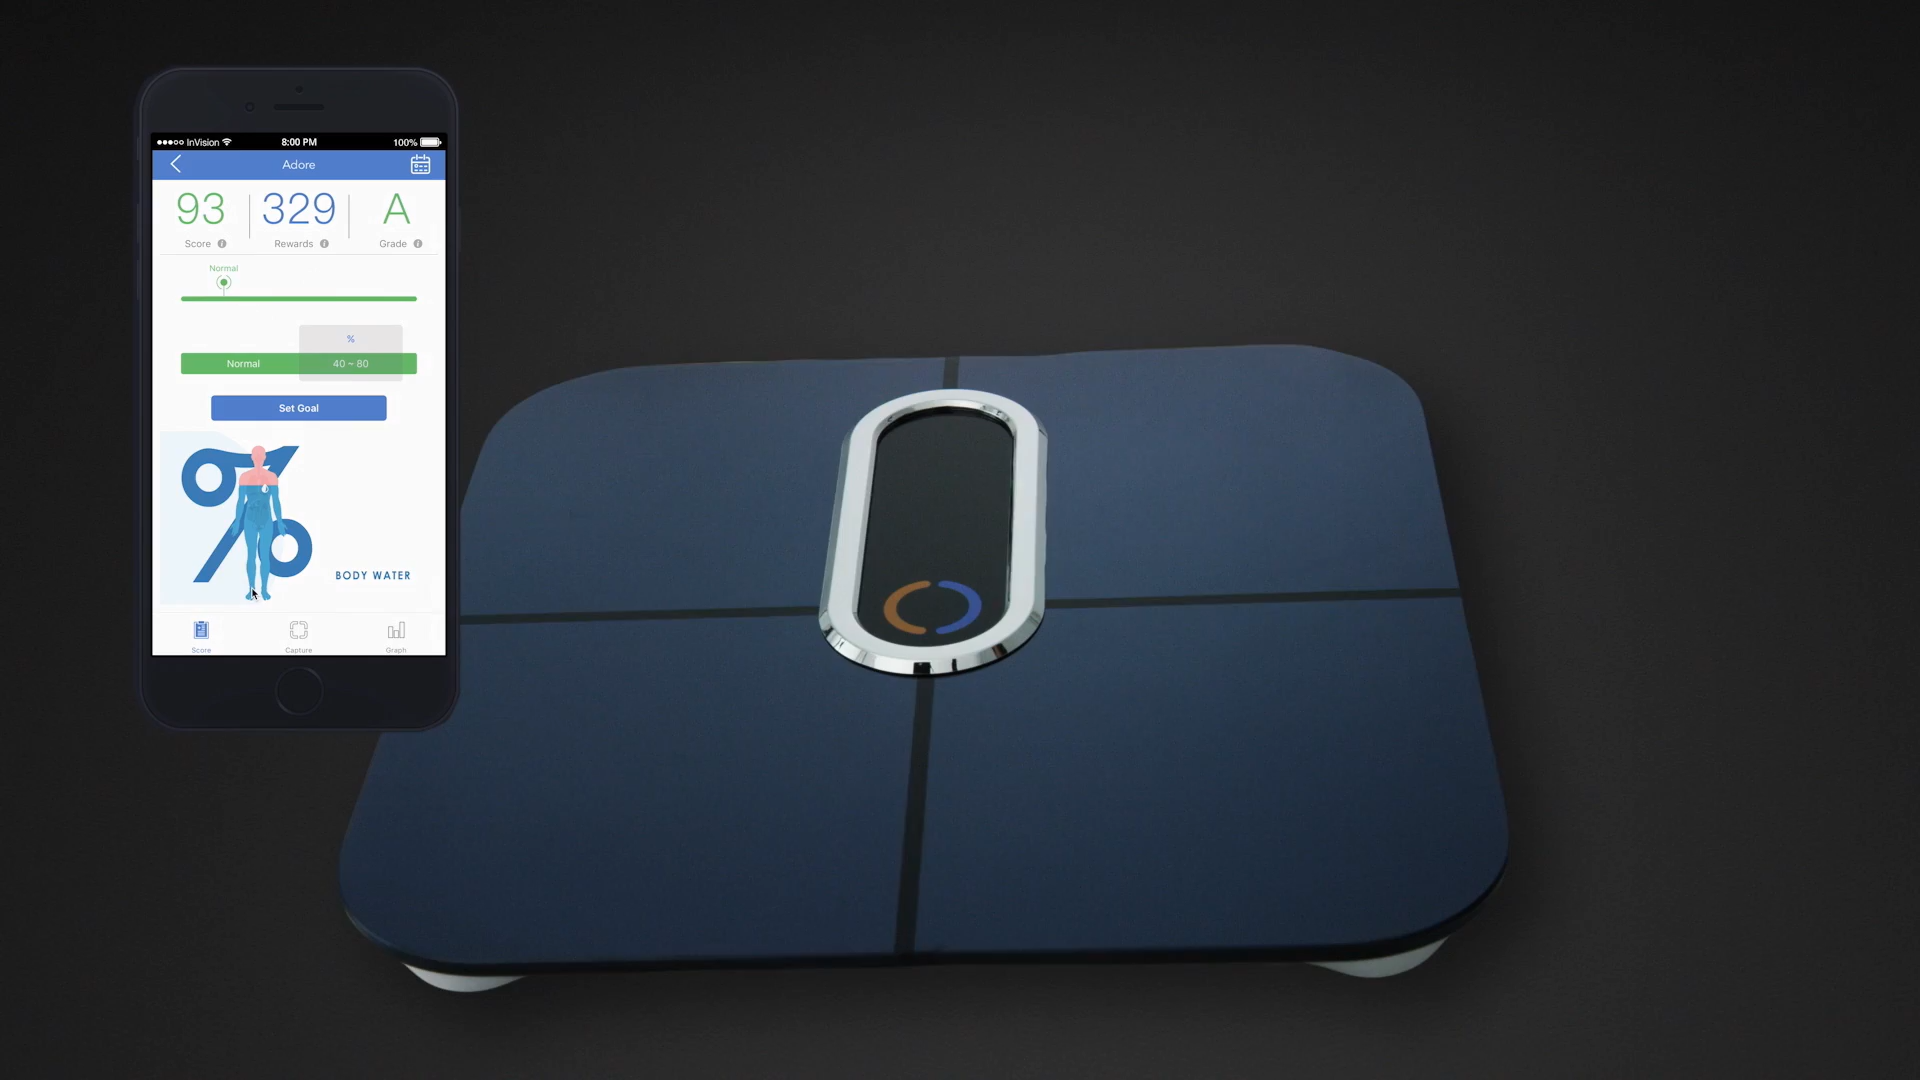 InVision 8:00 PM 100%
Adore
93 329 A
Score Rewards Grade
Normal
%
Normal 40 ~ 80
Set Goal
%
BODY WATER
Score Capture Graph